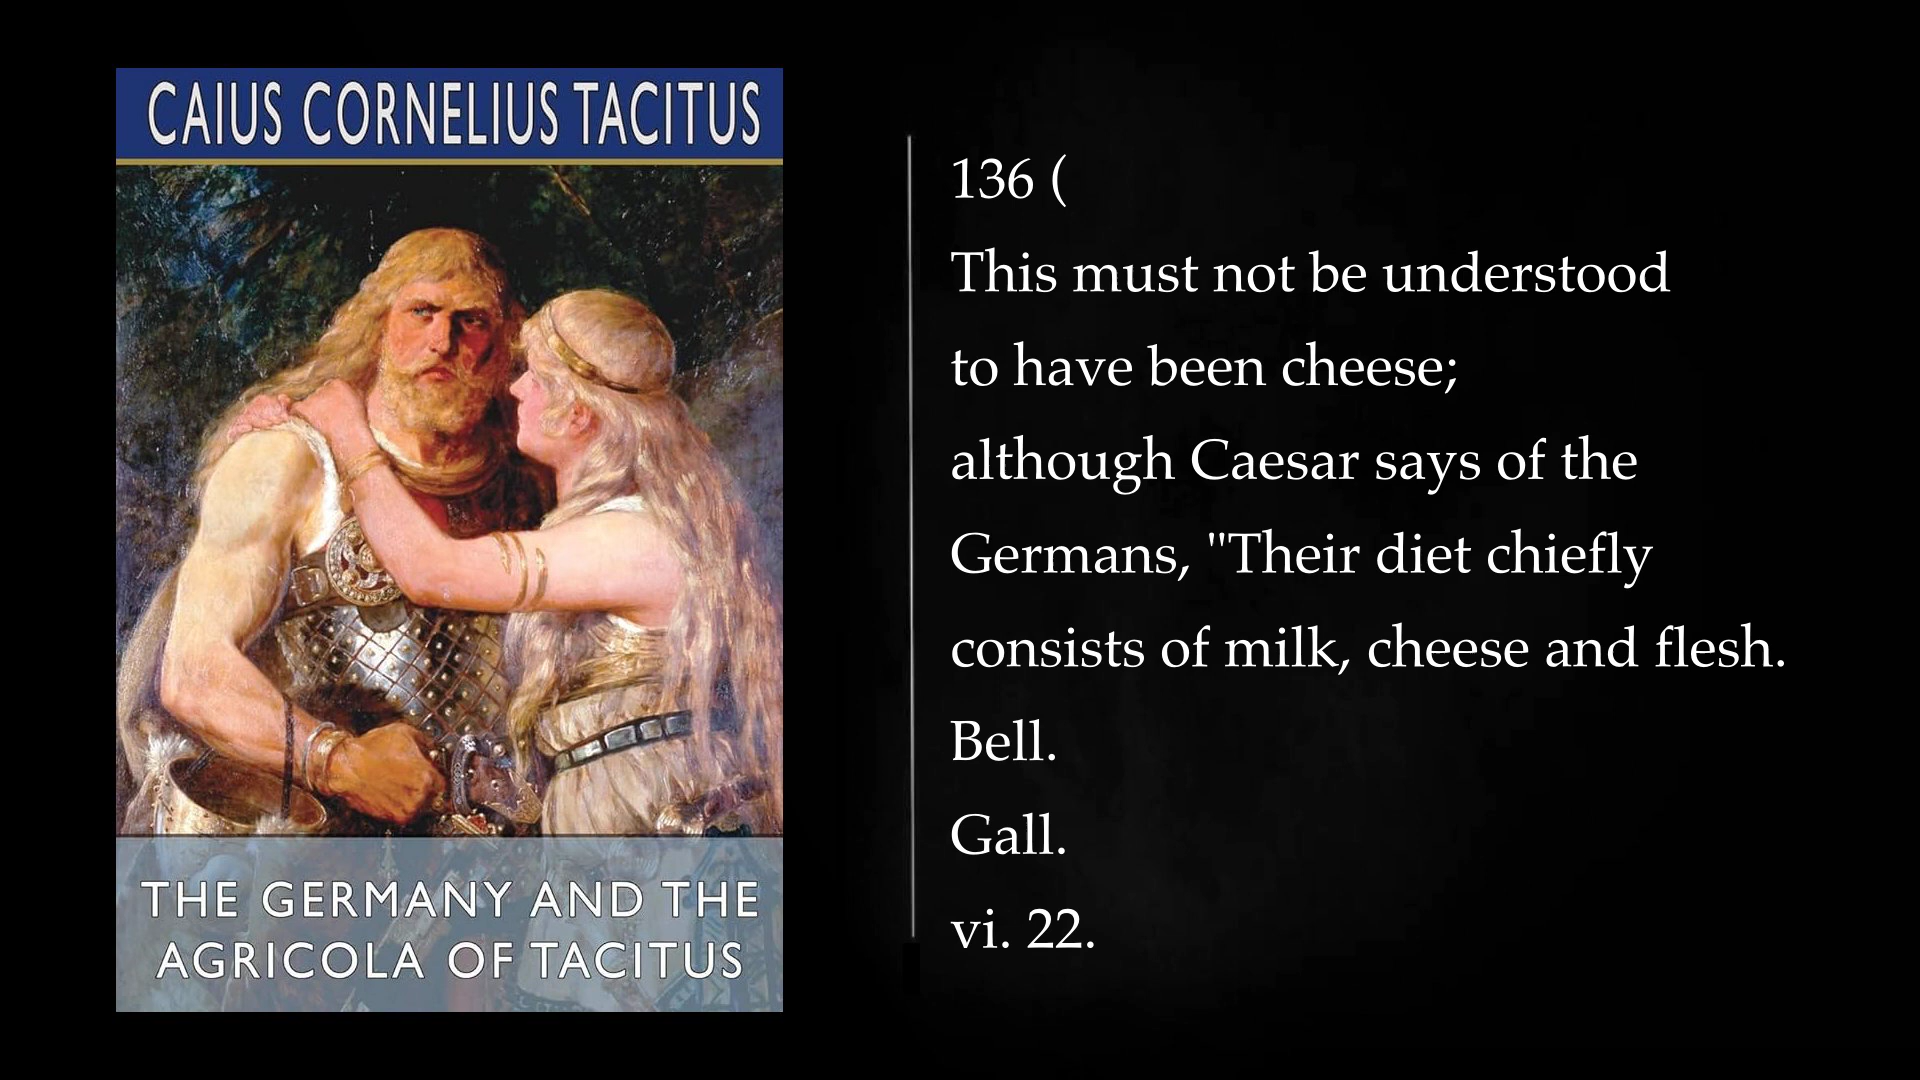 CAIUS CORNELIUS TACITUS
THE GERMANY AND THE
AGRICOLA OF TACITUS
136 (
This must not be understood
to have been cheese;
although Caesar says of the
Germans, "Their diet chiefly
consists of milk, cheese and flesh.
Bell.
Gall.
vi. 22.